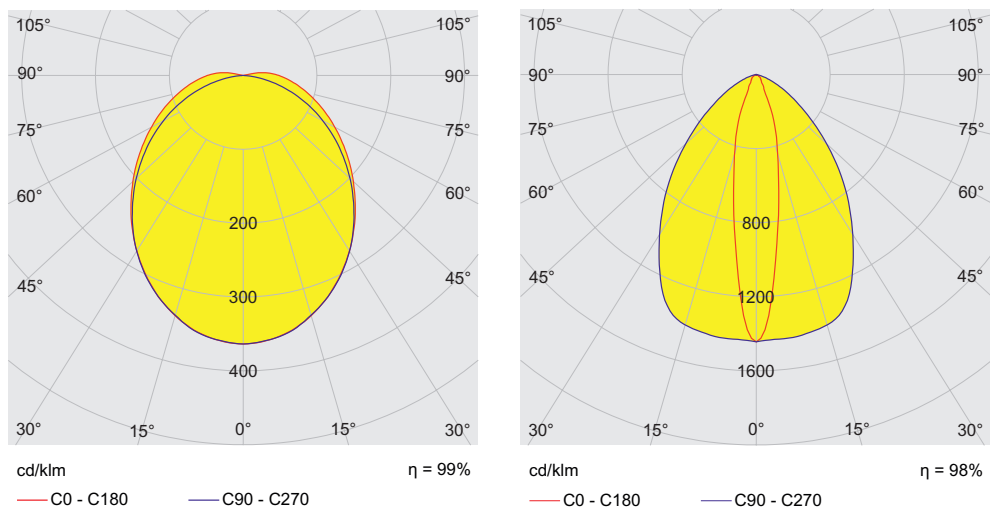 105° 105° 105° 105°
90° 90° 90° 90°
75° 75° 75° 75°
60° 60° 60° 60°
200 800
45° 45° 45° 45°
300 1200
400 1600
30° 15° 0° 15° 30° 30° 15° 0° 15° 30°
cd/klm η = 99% cd/klm η = 98%
C0 - C180 C90 - C270 C0 - C180 C90 - C270